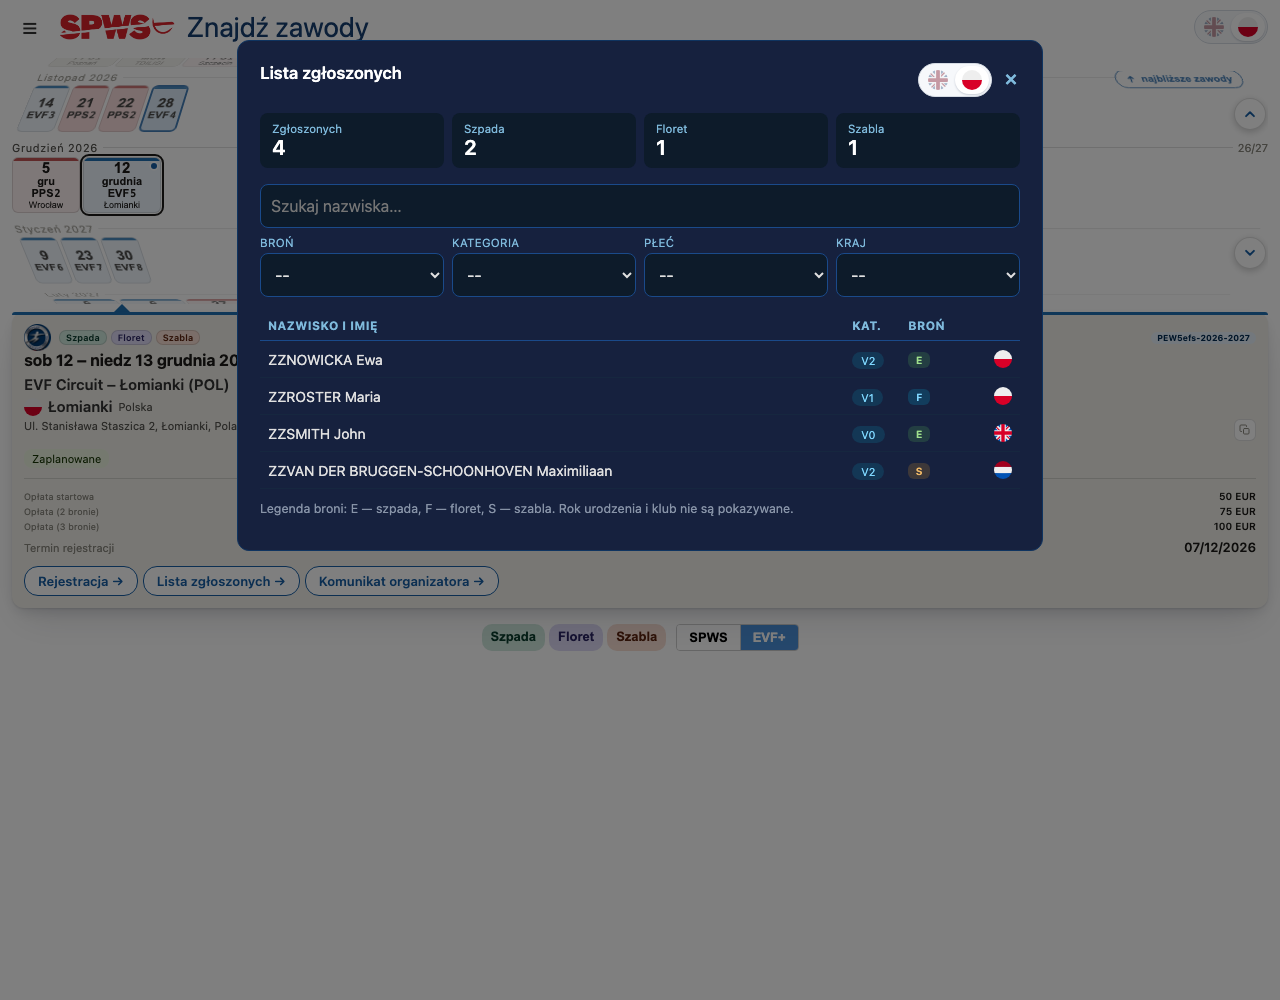 SPWS Znajdź zawody
Lista zgłoszonych
Listopad 2026
↑ najbliższe zawody
14 EVF3
21 PPS2
22 PPS2
28 EVF4
Grudzień 2026
26/27
5 gru PPS2 Wrocław
12 grudnia EVF5 Łomianki
Styczeń 2027
9 EVF6
23 EVF7
30 EVF8
Zgłoszonych
4
Szpada
2
Floret
1
Szabla
1
Szukaj nazwiska...
BROŃ
KATEGORIA
PŁEĆ
KRAJ
--
--
--
--
NAZWISKO I IMIĘ KAT. BROŃ
ZZNOWICKA Ewa V2 E
ZZROSTER Maria V1 F
ZZSMITH John V0 E
ZZVAN DER BRUGGEN-SCHOONHOVEN Maximiliaan V2 S
Legenda broni: E — szpada, F — floret, S — szabla. Rok urodzenia i klub nie są pokazywane.
Szpada Floret Szabla
PEW5efs-2026-2027
sob 12 – niedz 13 grudnia 20
EVF Circuit – Łomianki (POL)
Łomianki Polska
Ul. Stanisława Staszica 2, Łomianki, Pola
Zaplanowane
Opłata startowa 50 EUR
Opłata (2 bronie) 75 EUR
Opłata (3 bronie) 100 EUR
Termin rejestracji 07/12/2026
Rejestracja →
Lista zgłoszonych →
Komunikat organizatora →
Szpada Floret Szabla SPWS EVF+